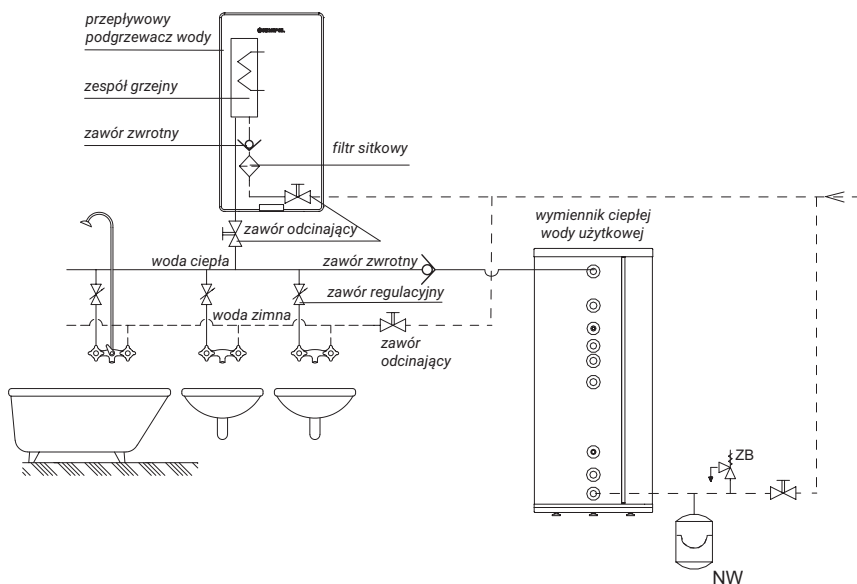 przepływowy
podgrzewacz wody
zespół grzejny
zawór zwrotny
filtr sitkowy
zawór odcinający
wymiennik ciepłej
wody użytkowej
woda ciepła
zawór zwrotny
zawór regulacyjny
woda zimna
zawór
odcinający
ZB
NW